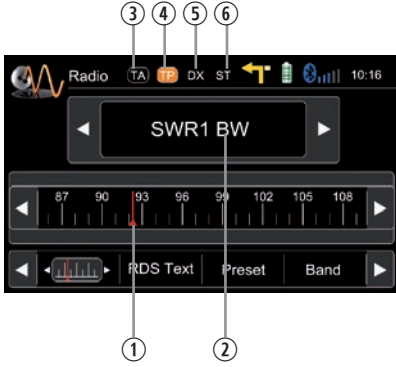 ③ ④ ⑤ ⑥
Radio TA TP DX ST 10:16
SWR1 BW
87 90 93 96 99 102 105 108
RDS Text Preset Band
① ②